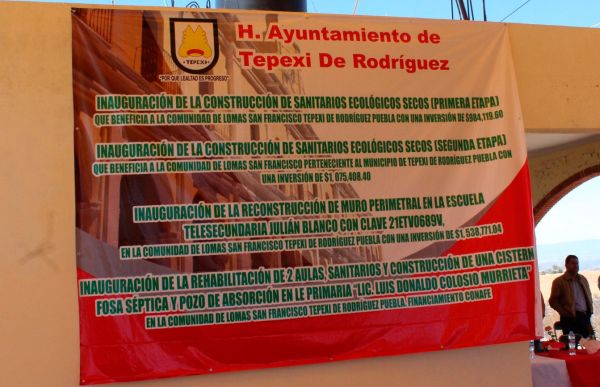 H. Ayuntamiento de
Tepexi De Rodríguez
TEPEXI
"POR QUE LEALTAD ES PROGRESO"
INAUGURACIÓN DE LA CONSTRUCCIÓN DE SANITARIOS ECOLÓGICOS SECOS (PRIMERA ETAPA)
QUE BENEFICIA A LA COMUNIDAD DE LOMAS SAN FRANCISCO TEPEXI DE RODRÍGUEZ PUEBLA CON UN INVERSIÓN DE $984,119.60
INAUGURACIÓN DE LA CONSTRUCCIÓN DE SANITARIOS ECOLÓGICOS SECOS (SEGUNDA ETAPA)
QUE BENEFICIA A LA COMUNIDAD DE LOMAS SAN FRANCISCO PERTENECIENTE AL MUNICIPIO DE TEPEXI DE RODRÍGUEZ PUEBLA CON
UNA INVERSIÓN DE $1, 075,408.40
INAUGURACIÓN DE LA RECONSTRUCCIÓN DE MURO PERIMETRAL EN LA ESCUELA
TELESECUNDARIA JULIÁN BLANCO CON CLAVE 21ETV0689V,
EN LA COMUNIDAD DE LOMAS SAN FRANCISCO TEPEXI DE RODRÍGUEZ PUEBLA CON UNA INVERSIÓN DE $1, 938,771.04
INAUGURACIÓN DE LA REHABILITACIÓN DE 2 AULAS, SANITARIOS Y CONSTRUCCIÓN DE UNA CISTERN
FOSA SÉPTICA Y POZO DE ABSORCIÓN EN LE PRIMARIA "LIC. LUIS DONALDO COLOSIO MURRIETA"
EN LA COMUNIDAD DE LOMAS SAN FRANCISCO TEPEXI DE RODRÍGUEZ PUEBLA. FINANCIAMIENTO CONAFE